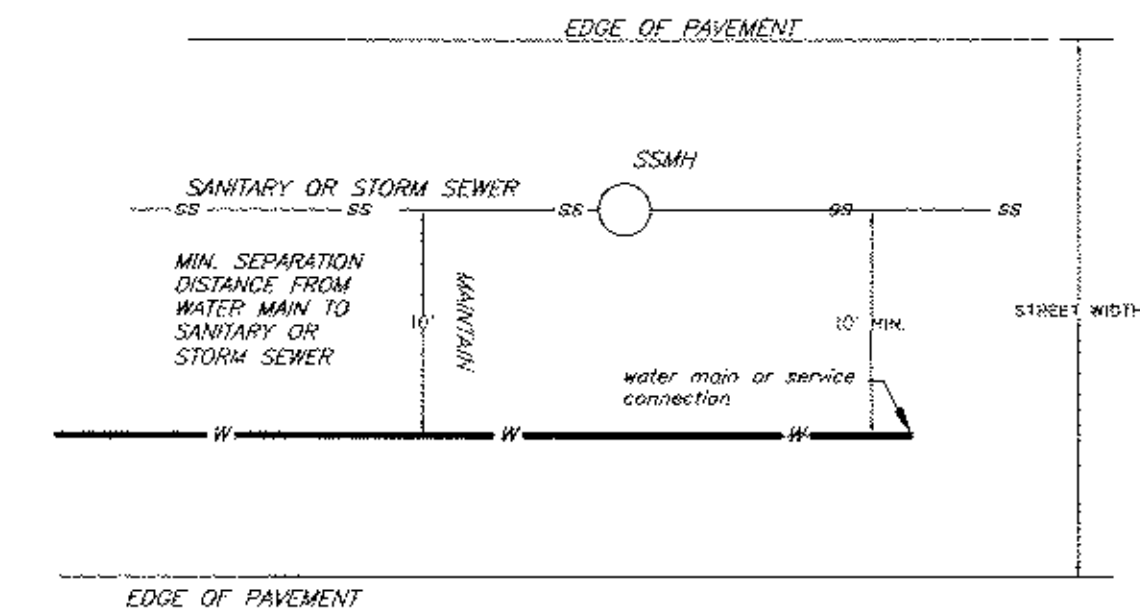 EDGE OF PAVEMENT
SSMH
SANITARY OR STORM SEWER
SS SS SS SS SS
MIN. SEPARATION
DISTANCE FROM
WATER MAIN TO
SANITARY OR
STORM SEWER
10'
MAINTAIN
10' MIN.
STREET WIDTH
water main or service
connection
W W W
EDGE OF PAVEMENT